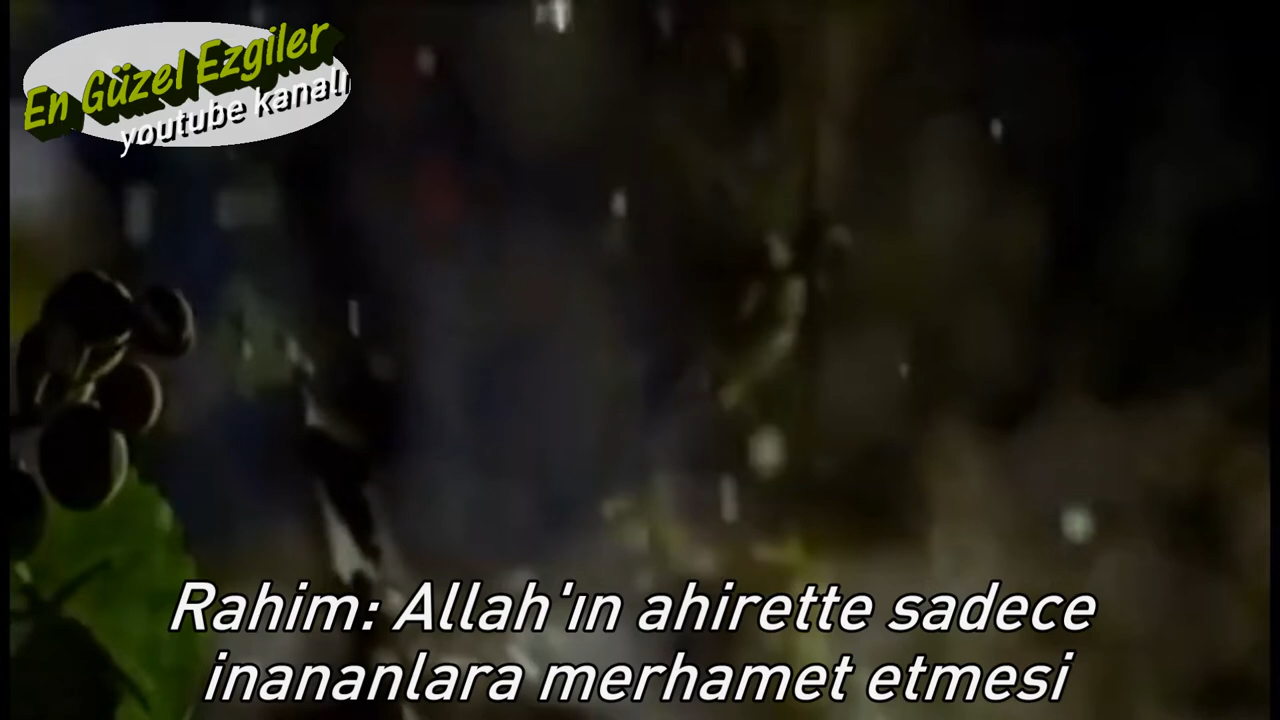 En Güzel Ezgiler
youtube kanalı
Rahim: Allah'ın ahirette sadece
inananlara merhamet etmesi